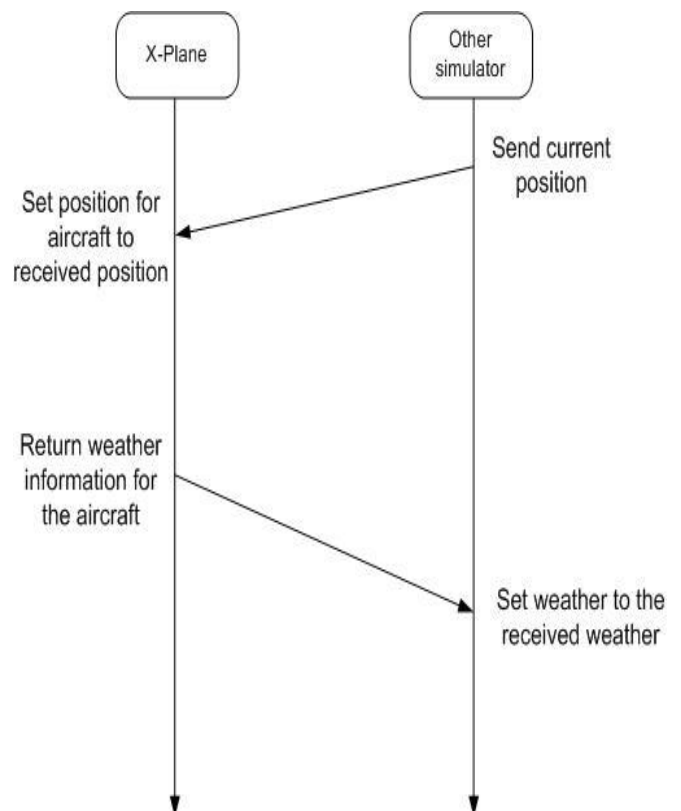 X-Plane
Other
simulator
Send current
position
Set position for
aircraft to
received position
Return weather
information for
the aircraft
Set weather to the
received weather